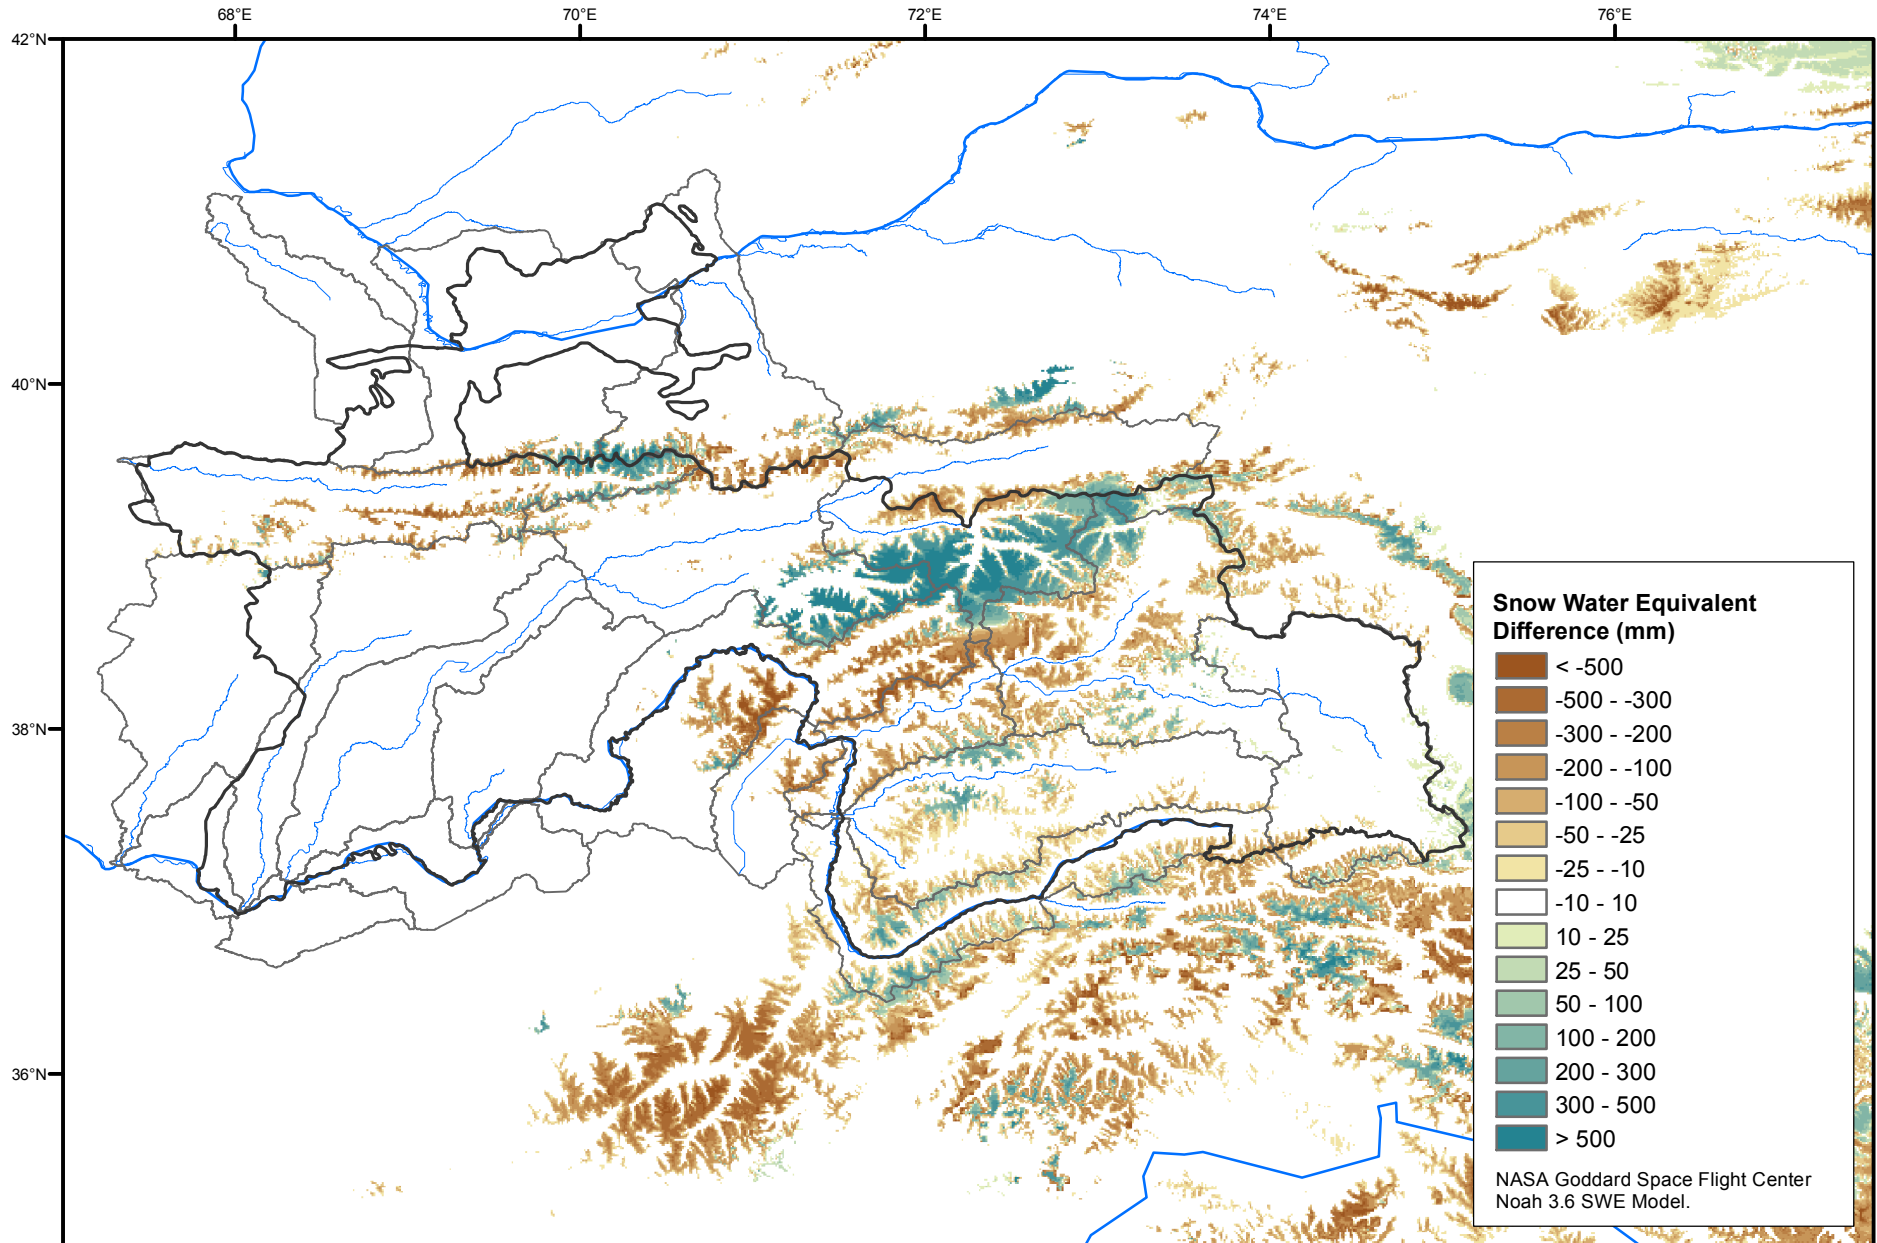 68°E
70°E
72°E
74°E
76°E
42°N
40°N
38°N
36°N
Snow Water Equivalent
Difference (mm)
< -500
-500 - -300
-300 - -200
-200 - -100
-100 - -50
-50 - -25
-25 - -10
-10 - 10
10 - 25
25 - 50
50 - 100
100 - 200
200 - 300
300 - 500
> 500
NASA Goddard Space Flight Center
Noah 3.6 SWE Model.